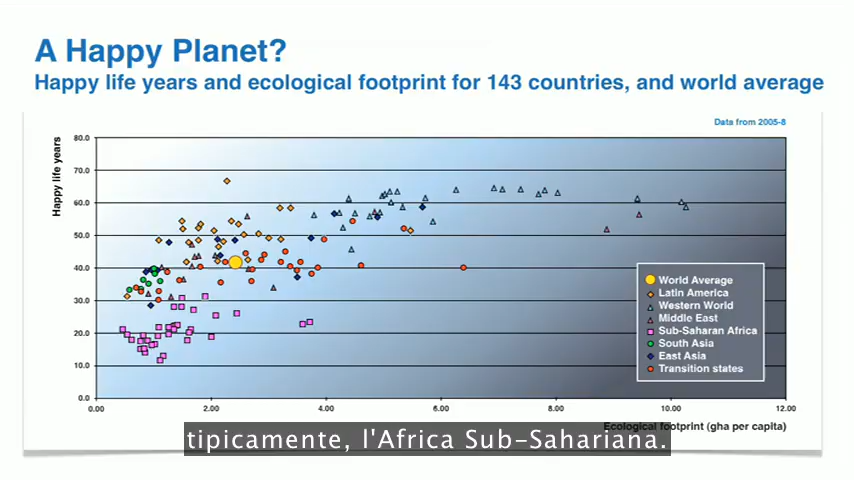 A Happy Planet?
Happy life years and ecological footprint for 143 countries, and world average
Data from 2005-8
Happy life years
80.0
70.0
60.0
50.0
40.0
30.0
20.0
10.0
0.0
World Average
Latin America
Western World
Middle East
Sub-Saharan Africa
South Asia
East Asia
Transition states
0.00 2.00 4.00 6.00 8.00 10.00 12.00
Ecological footprint (gha per capita)
tipicamente, l'Africa Sub-Sahariana.